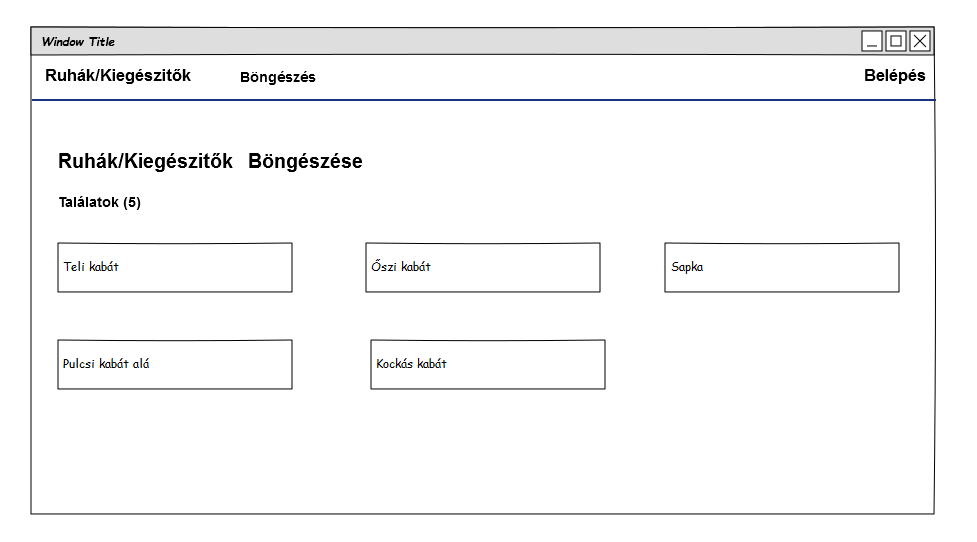 Window Title
Ruhák/Kiegészitők Böngészés Belépés
Ruhák/Kiegészitők Böngészése
Találatok (5)
Teli kabát Őszi kabát Sapka
Pulcsi kabát alá Kockás kabát